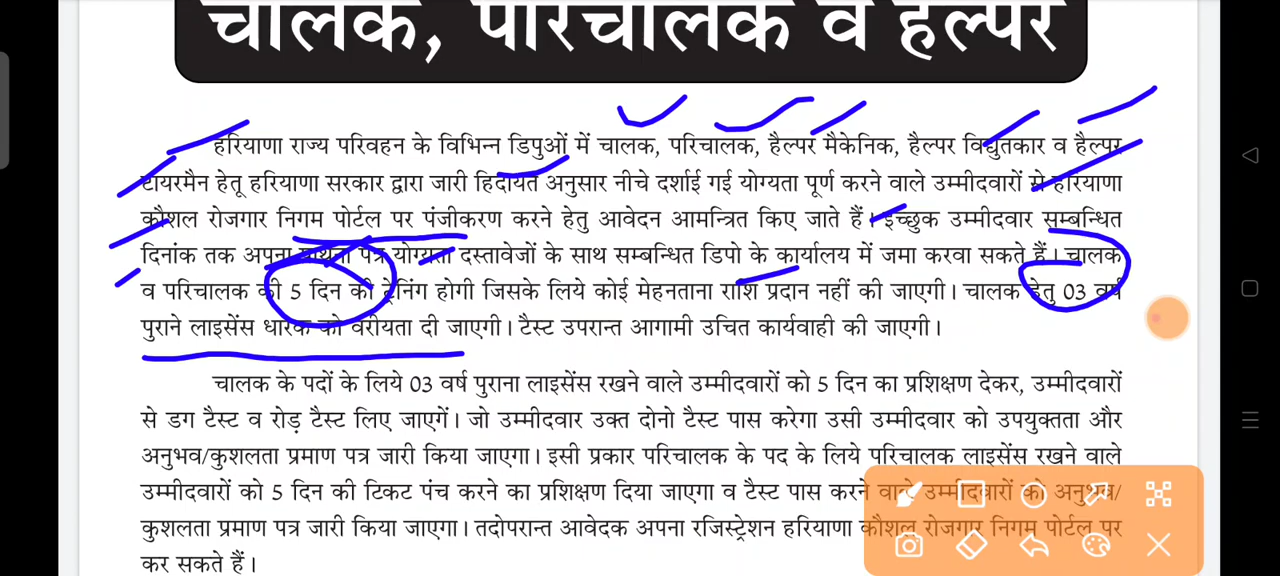 चालक, परिचालक व हेल्पर
हरियाणा राज्य परिवहन के विभिन्न डिपुओं में चालक, परिचालक, हैल्पर मैकेनिक, हैल्पर विद्युतकार व हैल्पर
टायरमैन हेतू हरियाणा सरकार द्वारा जारी हिदायत अनुसार नीचे दर्शाई गई योग्यता पूर्ण करने वाले उम्मीदवारों से हरियाणा
कौशल रोजगार निगम पोर्टल पर पंजीकरण करने हेतु आवेदन आमन्त्रित किए जाते हैं। इच्छुक उम्मीदवार सम्बन्धित
दिनांक तक अपना प्रार्थना पत्र योग्यता दस्तावेजों के साथ सम्बन्धित डिपो के कार्यालय में जमा करवा सकते हैं। चालक
व परिचालक की 5 दिन की ट्रेनिंग होगी जिसके लिये कोई मेहनताना राशि प्रदान नहीं की जाएगी। चालक हेतु 03 वर्ष
पुराने लाइसेंस धारक को वरीयता दी जाएगी। टैस्ट उपरान्त आगामी उचित कार्यवाही की जाएगी।
चालक के पदों के लिये 03 वर्ष पुराना लाइसेंस रखने वाले उम्मीदवारों को 5 दिन का प्रशिक्षण देकर, उम्मीदवारों
से डग टैस्ट व रोड़ टैस्ट लिए जाएगें। जो उम्मीदवार उक्त दोनो टैस्ट पास करेगा उसी उम्मीदवार को उपयुक्तता और
अनुभव/कुशलता प्रमाण पत्र जारी किया जाएगा। इसी प्रकार परिचालक के पद के लिये परिचालक लाइसेंस रखने वाले
उम्मीदवारों को 5 दिन की टिकट पंच करने का प्रशिक्षण दिया जाएगा व टैस्ट पास करने वाले उम्मीदवारों को अनुभव/
कुशलता प्रमाण पत्र जारी किया जाएगा। तदोपरान्त आवेदक अपना रजिस्ट्रेशन हरियाणा कौशल रोजगार निगम पोर्टल पर
कर सकते हैं।